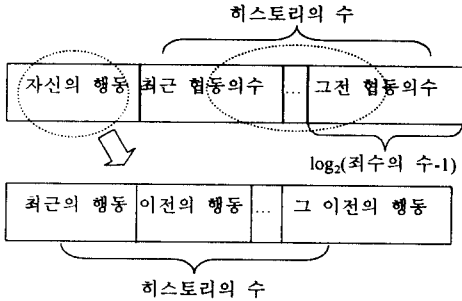 히스토리의 수
자신의 행동 최근 협동의수 ... 그전 협동의수
log₂(죄수의 수-1)
최근의 행동 이전의 행동 ... 그 이전의 행동
히스토리의 수